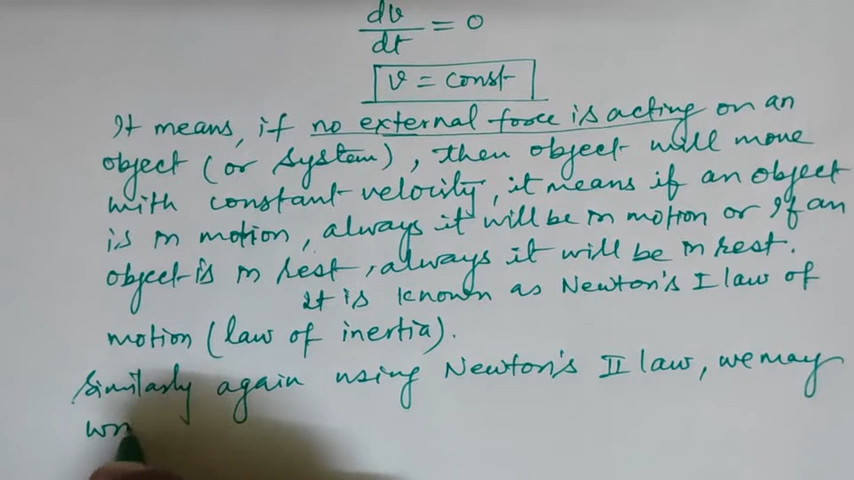 dv/dt = 0
v = const
It means, if no external force is acting on an
object (or system), then object will move
with constant velocity, it means if an object
is in motion, always it will be in motion or if an
object is in rest, always it will be in rest.
It is known as Newton's I law of
motion (law of inertia).
Similarly again using Newton's II law, we may
wr